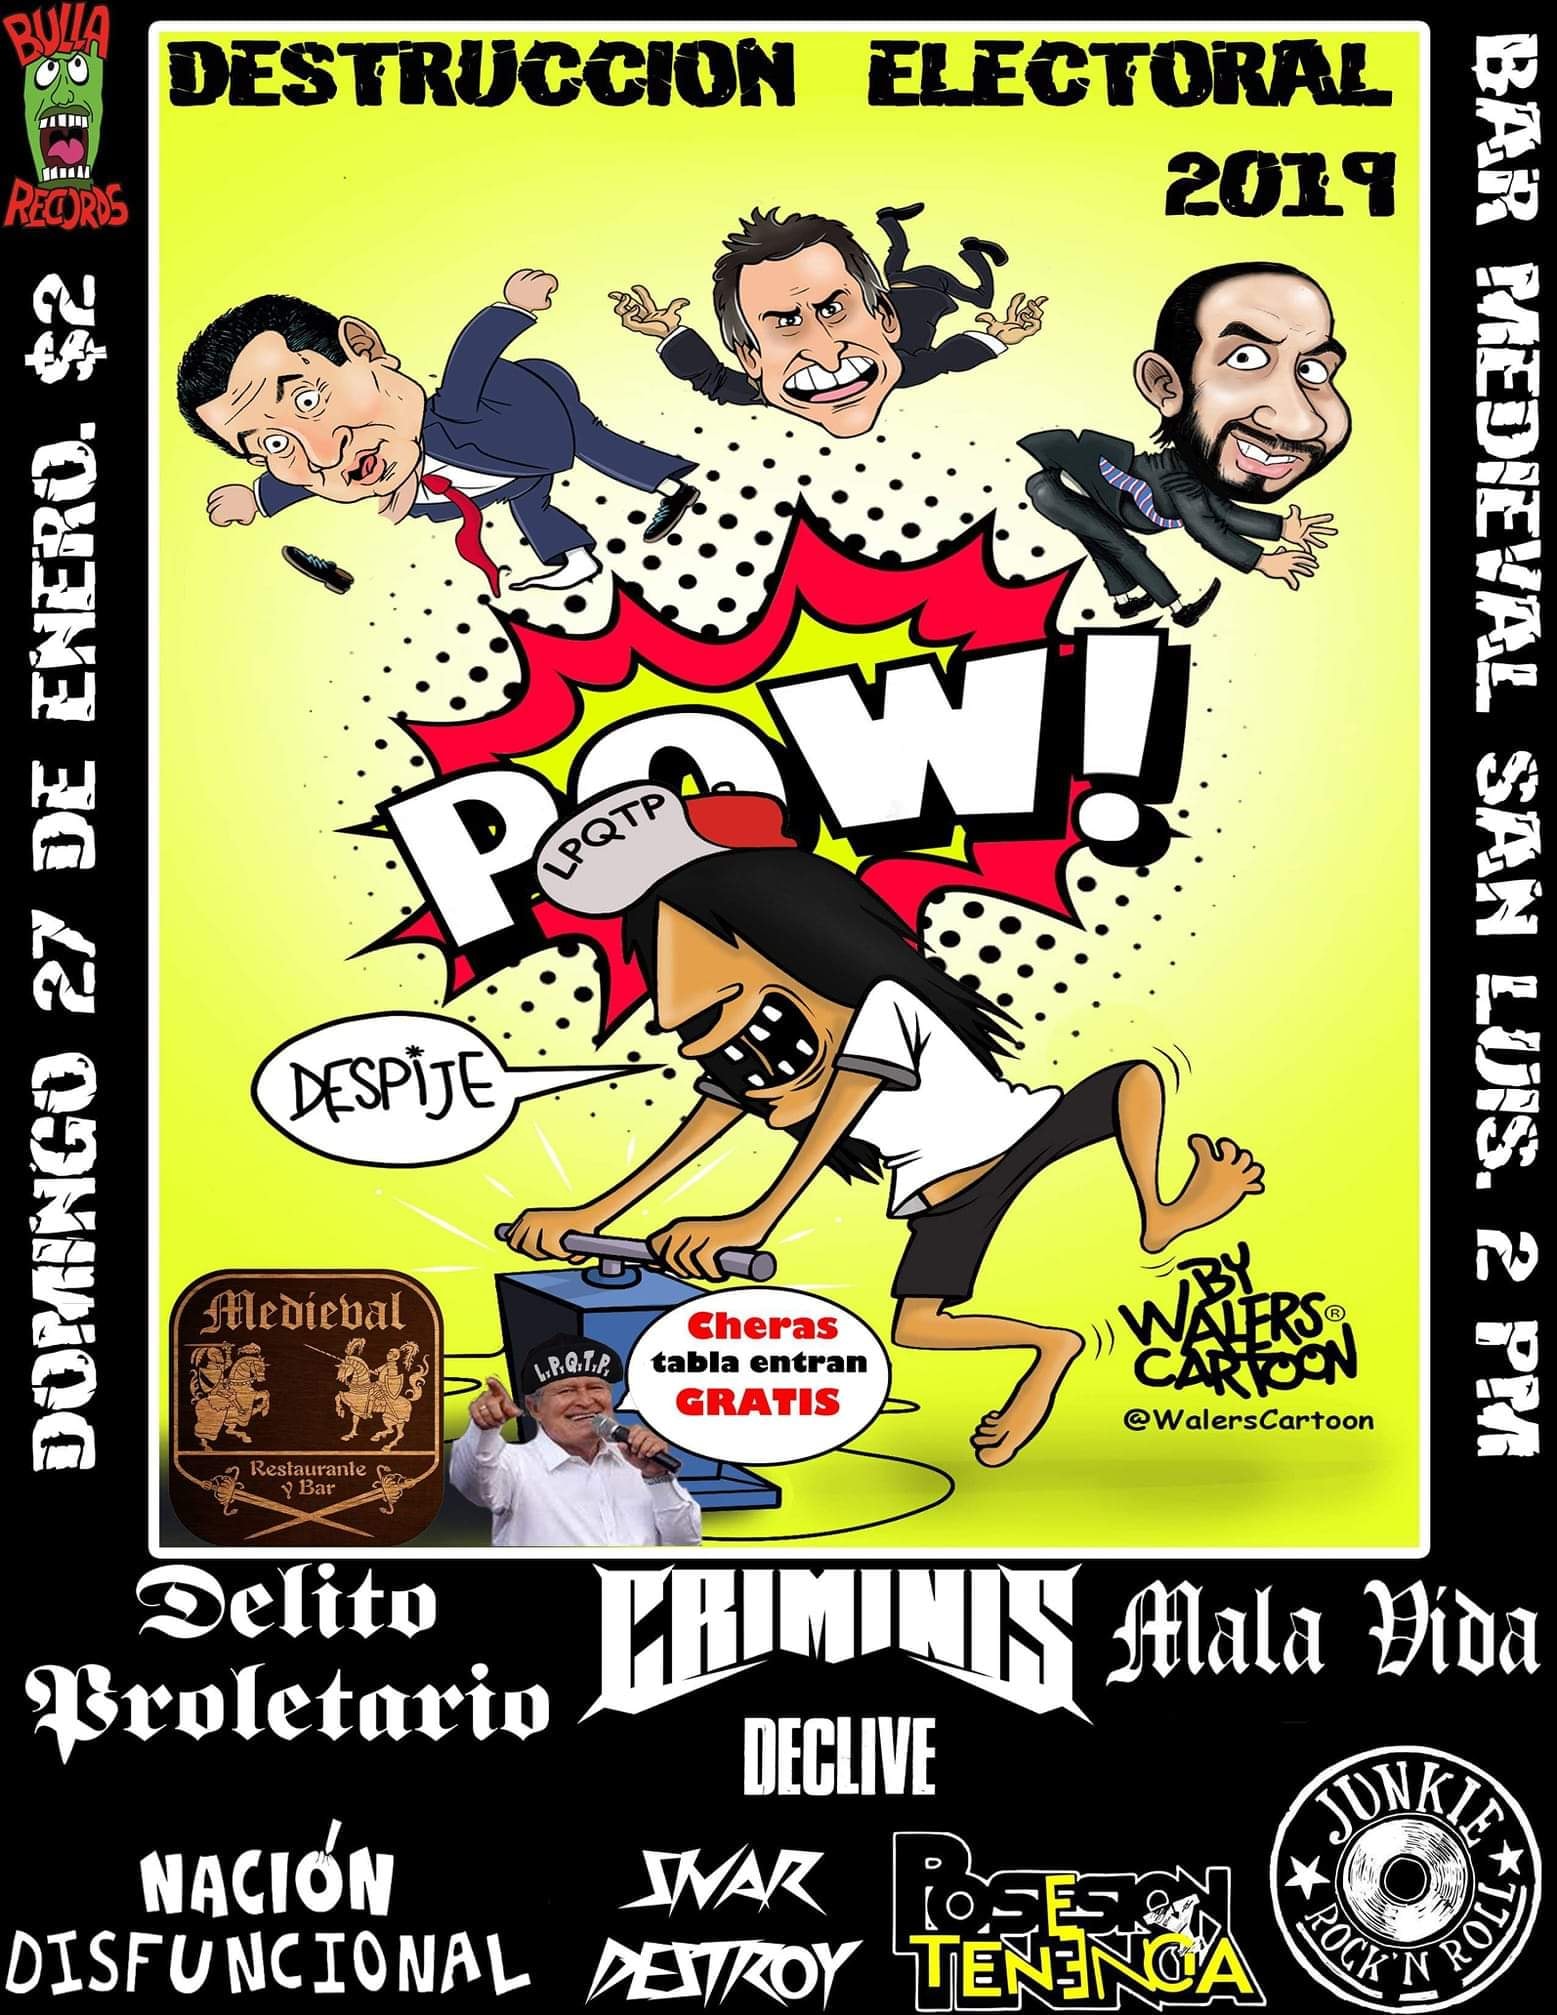 BULLA
RECORDS
DESTRUCCION ELECTORAL
2019
DOMINGO 27 DE ENERO. $2
BAR MEDIEVAL SAN LUIS. 2 PM
POW!
LPQTP
DESPIJE
Medieval
Restaurante
y Bar
L.P.Q.T.P.
Cheras
tabla entran
GRATIS
BY
WALERS®
CARTOON
@WalersCartoon
Delito
Proletario
CRIMINIS
Mala Vida
DECLIVE
NACIÓN
DISFUNCIONAL
SNAR
DESTROY
POSESION
TENENCIA
JUNKIE
ROCK'N ROLL